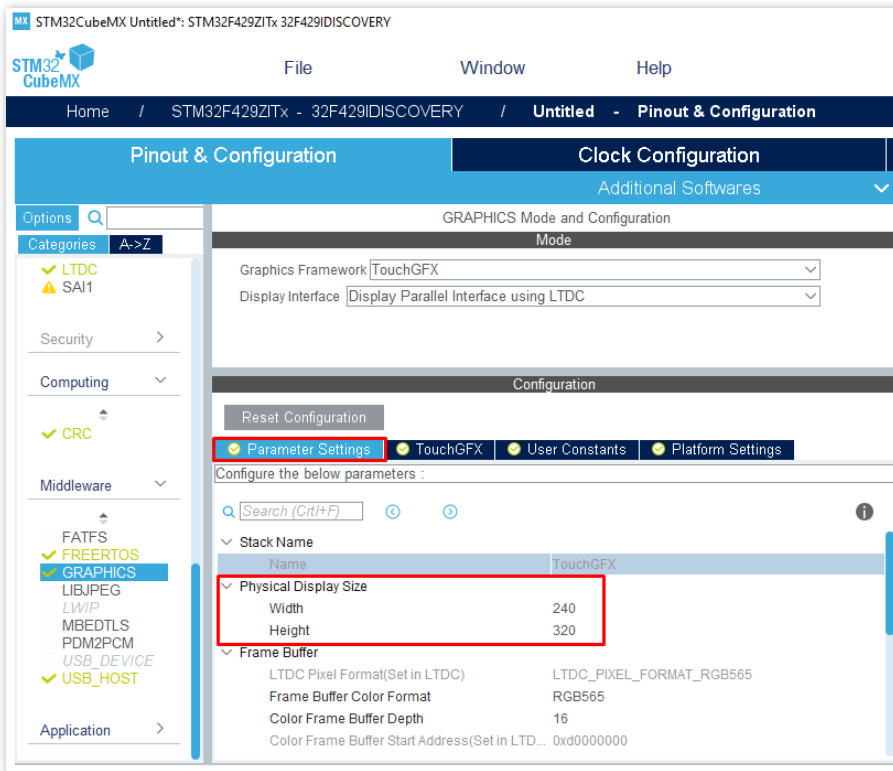 MX STM32CubeMX Untitled*: STM32F429ZITx 32F429IDISCOVERY
STM32
CubeMX
File Window Help
Home / STM32F429ZITx - 32F429IDISCOVERY / Untitled - Pinout & Configuration
Pinout & Configuration Clock Configuration
Additional Softwares
Options
Categories A->Z
LTDC
SAI1
Security
Computing
CRC
Middleware
FATFS
FREERTOS
GRAPHICS
LIBJPEG
LWIP
MBEDTLS
PDM2PCM
USB_DEVICE
USB_HOST
Application
GRAPHICS Mode and Configuration
Mode
Graphics Framework TouchGFX
Display Interface Display Parallel Interface using LTDC
Configuration
Reset Configuration
Parameter Settings TouchGFX User Constants Platform Settings
Configure the below parameters :
Search (Crtl+F)
Stack Name
Name TouchGFX
Physical Display Size
Width 240
Height 320
Frame Buffer
LTDC Pixel Format(Set in LTDC) LTDC_PIXEL_FORMAT_RGB565
Frame Buffer Color Format RGB565
Color Frame Buffer Depth 16
Color Frame Buffer Start Address(Set in LTD... 0xd0000000